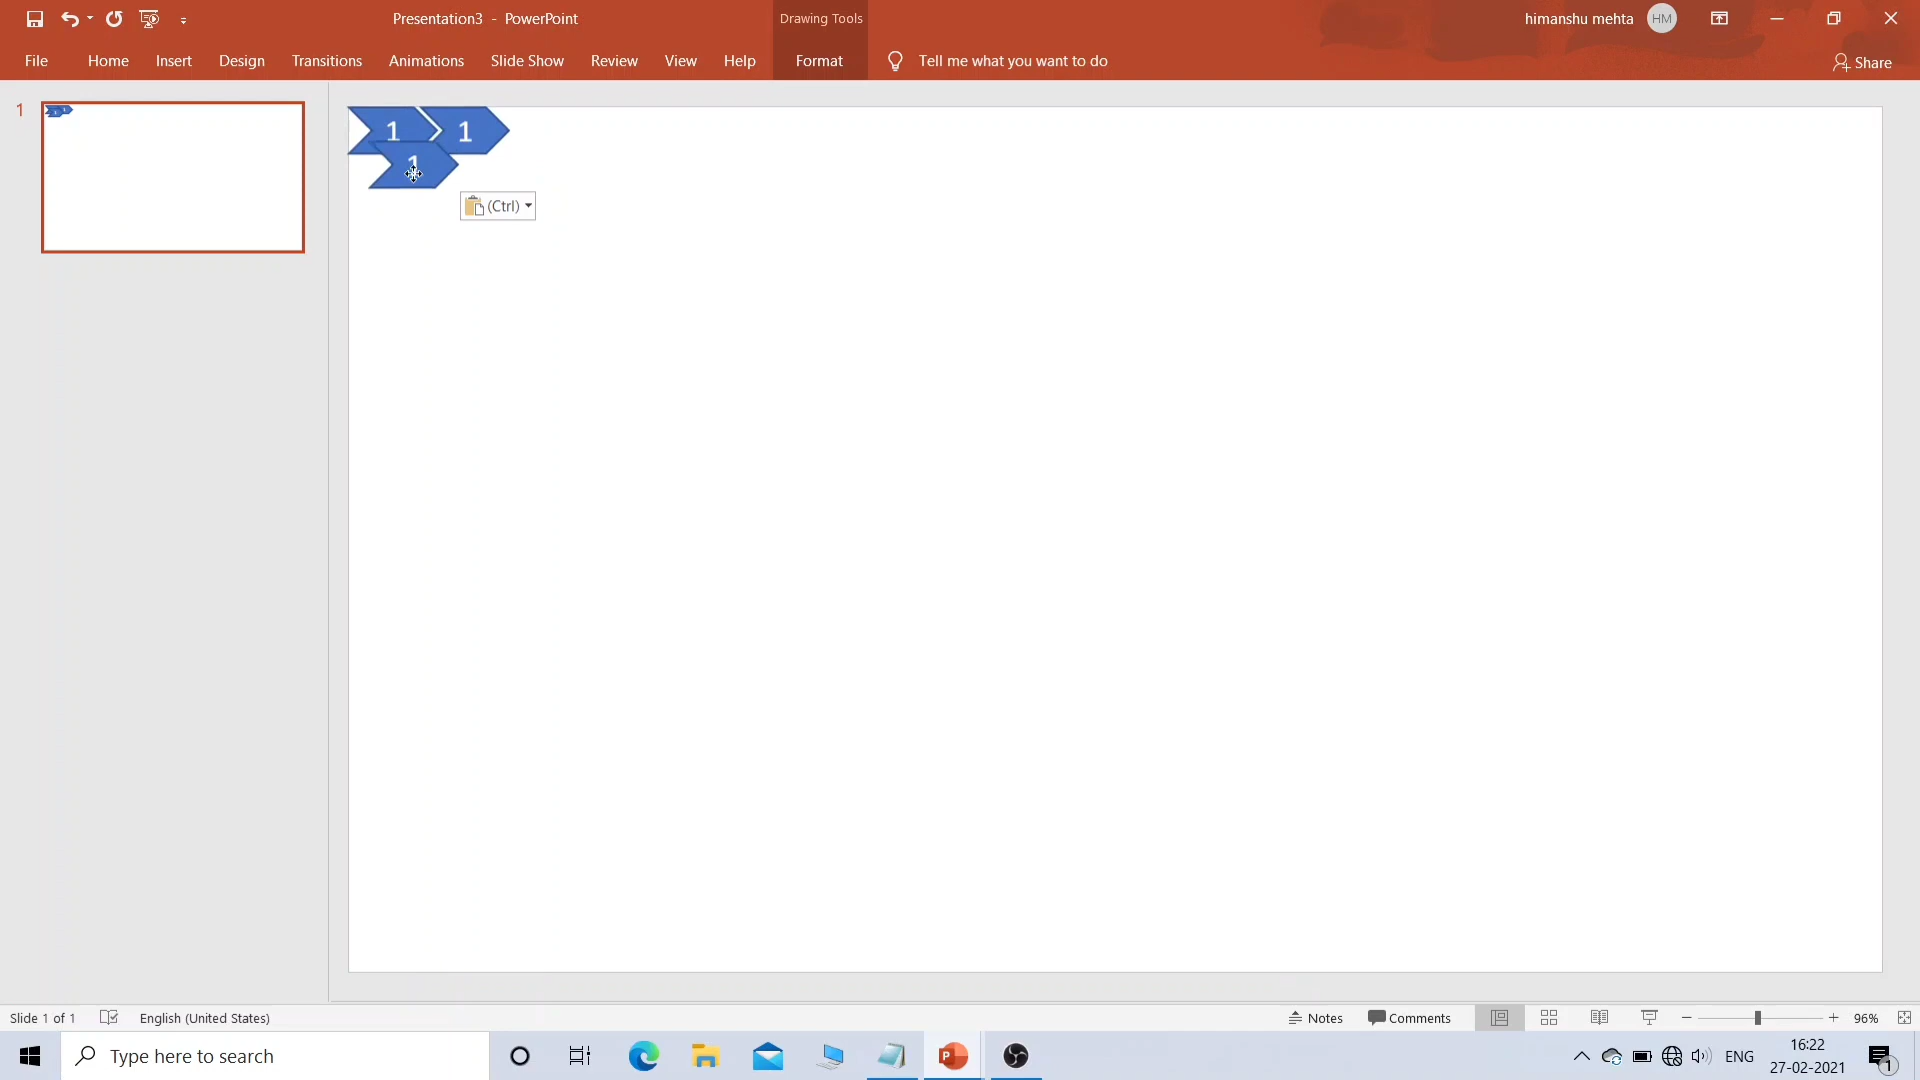 Presentation3 - PowerPoint
Drawing Tools
himanshu mehta
HM
File
Home
Insert
Design
Transitions
Animations
Slide Show
Review
View
Help
Format
Tell me what you want to do
Share
1
1
1
1
(Ctrl)
Slide 1 of 1
English (United States)
Notes
Comments
96%
Type here to search
ENG
16:22
27-02-2021
1